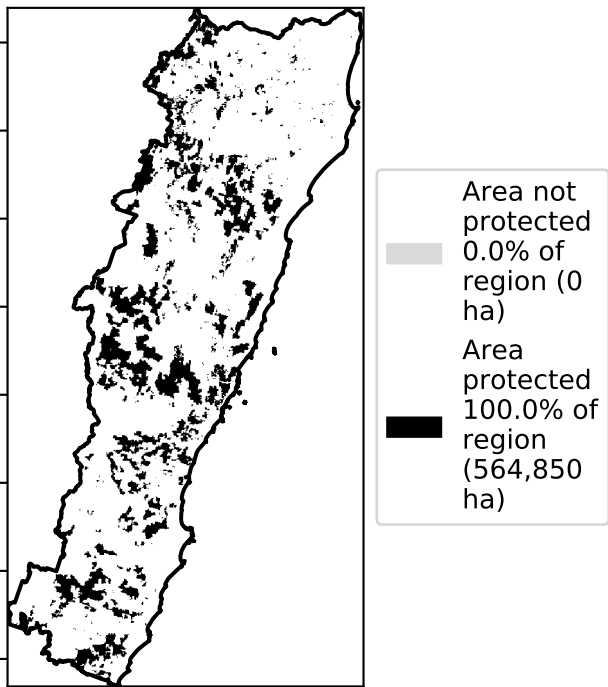 Area not
protected
0.0% of
region (0
ha)
Area
protected
100.0% of
region
(564,850
ha)